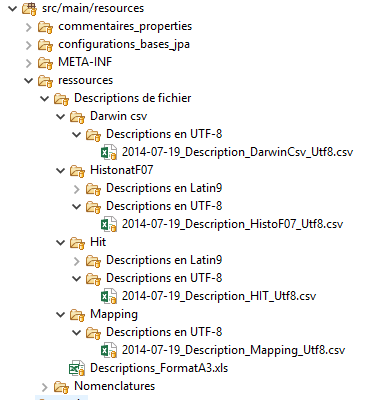 src/main/resources
commentaires_properties
configurations_bases_jpa
META-INF
ressources
Descriptions de fichier
Darwin csv
Descriptions en UTF-8
2014-07-19_Description_DarwinCsv_Utf8.csv
HistonatF07
Descriptions en Latin9
Descriptions en UTF-8
2014-07-19_Description_HistoF07_Utf8.csv
Hit
Descriptions en Latin9
Descriptions en UTF-8
2014-07-19_Description_HIT_Utf8.csv
Mapping
Descriptions en UTF-8
2014-07-19_Description_Mapping_Utf8.csv
Descriptions_FormatA3.xls
Nomenclatures